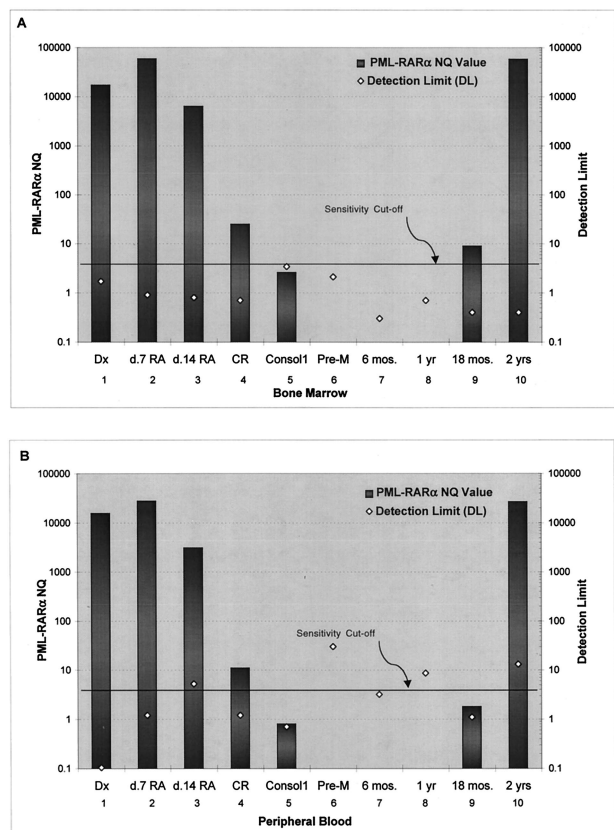 A
PML-RARα NQ
Detection Limit
100000
10000
1000
100
10
1
0.1
100000
10000
1000
100
10
1
0.1
PML-RARα NQ Value
Detection Limit (DL)
Sensitivity Cut-off
Dx d.7 RA d.14 RA CR Consol1 Pre-M 6 mos. 1 yr 18 mos. 2 yrs
1 2 3 4 5 6 7 8 9 10
Bone Marrow
B
PML-RARα NQ
Detection Limit
100000
10000
1000
100
10
1
0.1
100000
10000
1000
100
10
1
0.1
PML-RARα NQ Value
Detection Limit (DL)
Sensitivity Cut-off
Dx d.7 RA d.14 RA CR Consol1 Pre-M 6 mos. 1 yr 18 mos. 2 yrs
1 2 3 4 5 6 7 8 9 10
Peripheral Blood